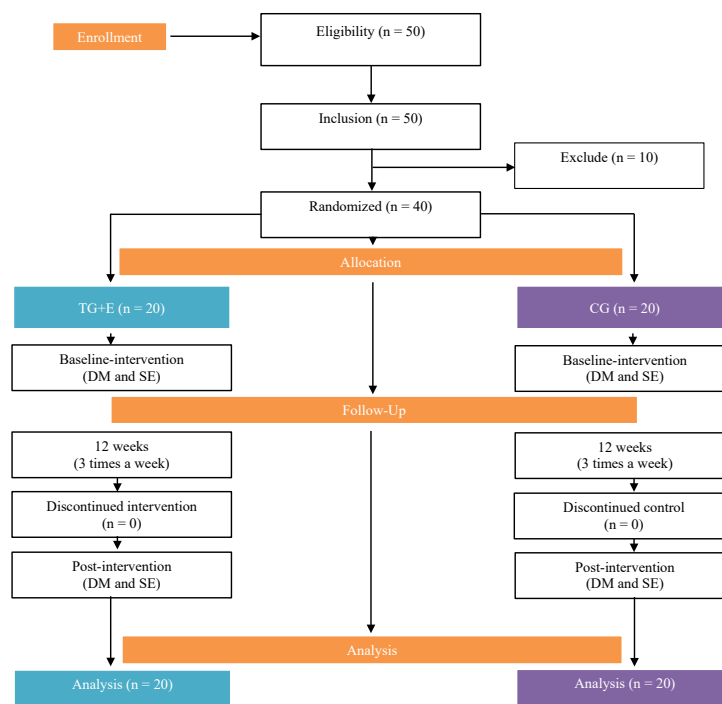 Eligibility (n = 50)
Enrollment
Inclusion (n = 50)
Exclude (n = 10)
Randomized (n = 40)
Allocation
TG+E (n = 20)
CG (n = 20)
Baseline-intervention
(DM and SE)
Baseline-intervention
(DM and SE)
Follow-Up
12 weeks
(3 times a week)
12 weeks
(3 times a week)
Discontinued intervention
(n = 0)
Discontinued control
(n = 0)
Post-intervention
(DM and SE)
Post-intervention
(DM and SE)
Analysis
Analysis (n = 20)
Analysis (n = 20)